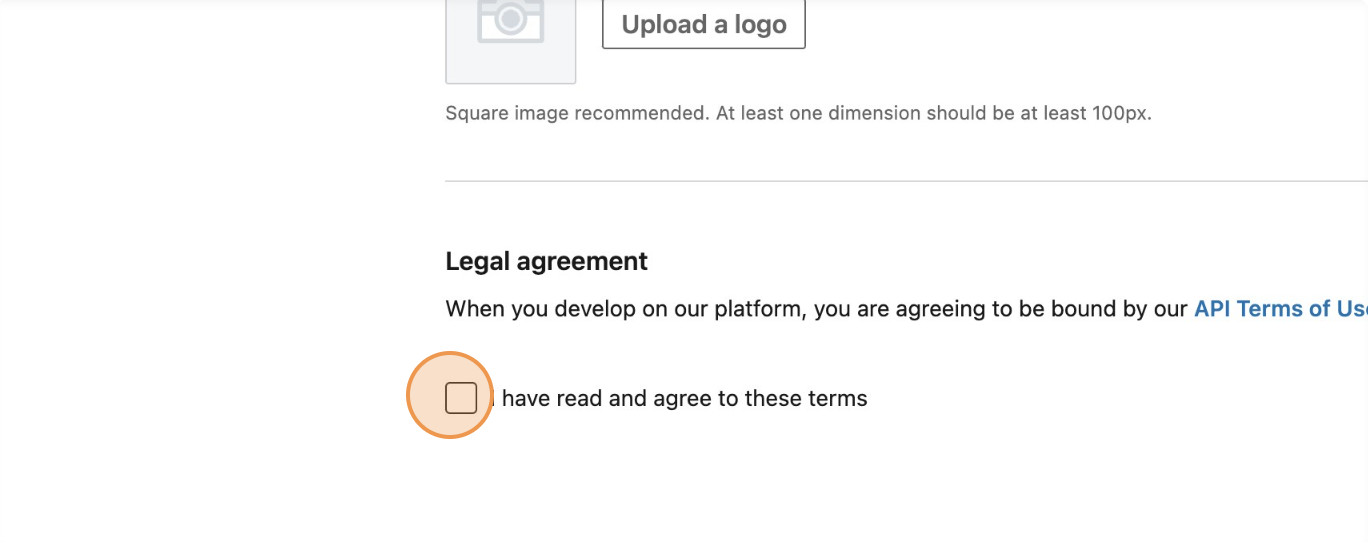 Upload a logo
Square image recommended. At least one dimension should be at least 100px.
Legal agreement
When you develop on our platform, you are agreeing to be bound by our API Terms of Use
I have read and agree to these terms